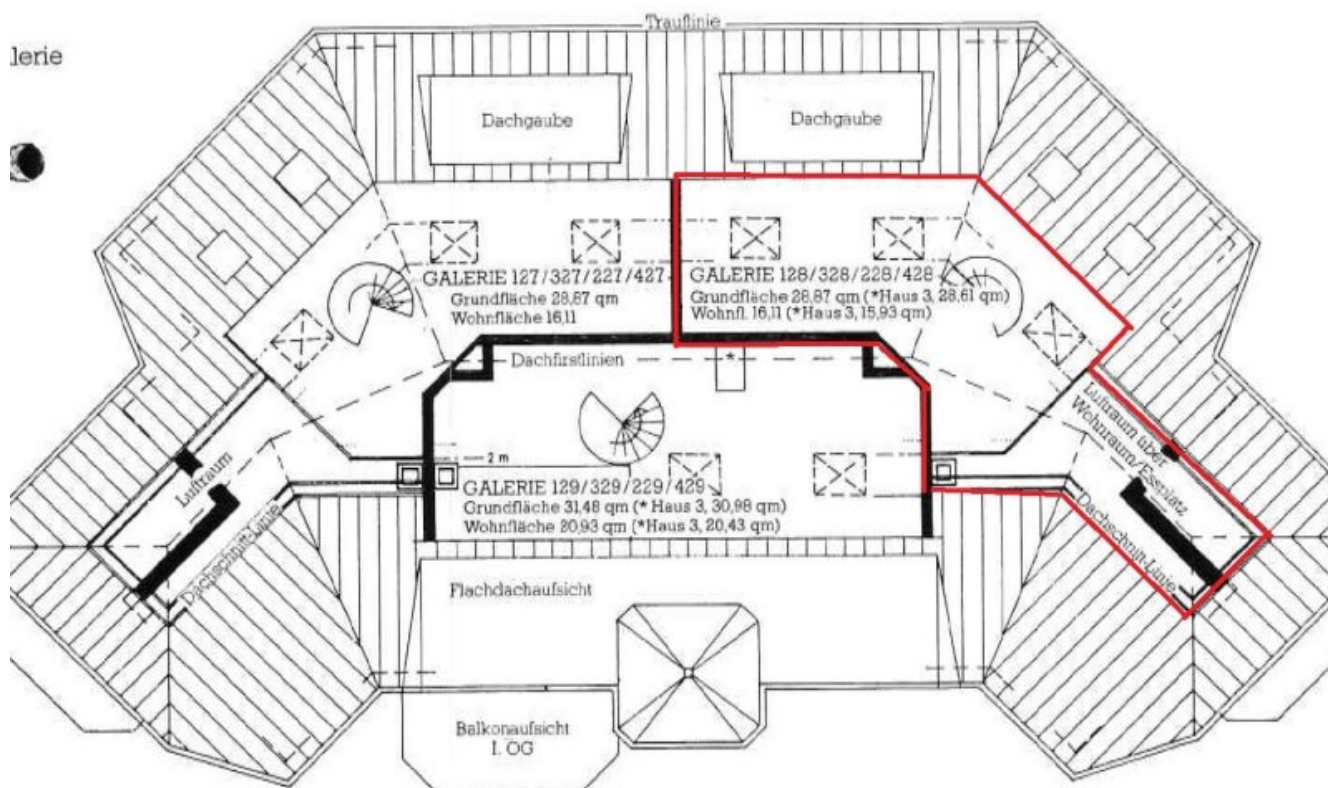 Trauflinie
lerie
Dachgaube
Dachgaube
GALERIE 127/327/227/427
Grundfläche 28,87 qm
Wohnfläche 16,11
GALERIE 128/328/228/428
Grundfläche 28,87 qm (*Haus 3, 28,61 qm)
Wohnfl. 16,11 (*Haus 3, 15,93 qm)
Dachfirstlinien
*
Luftraum
Luftraum über
Wohnraum/Essplatz
2 m
GALERIE 129/329/229/429
Grundfläche 31,48 qm (* Haus 3, 30,98 qm)
Wohnfläche 20,93 qm (*Haus 3, 20,43 qm)
Dachschnitt-Linie
Dachschnitt-Linie
Flachdachaufsicht
Balkonaufsicht
I. OG